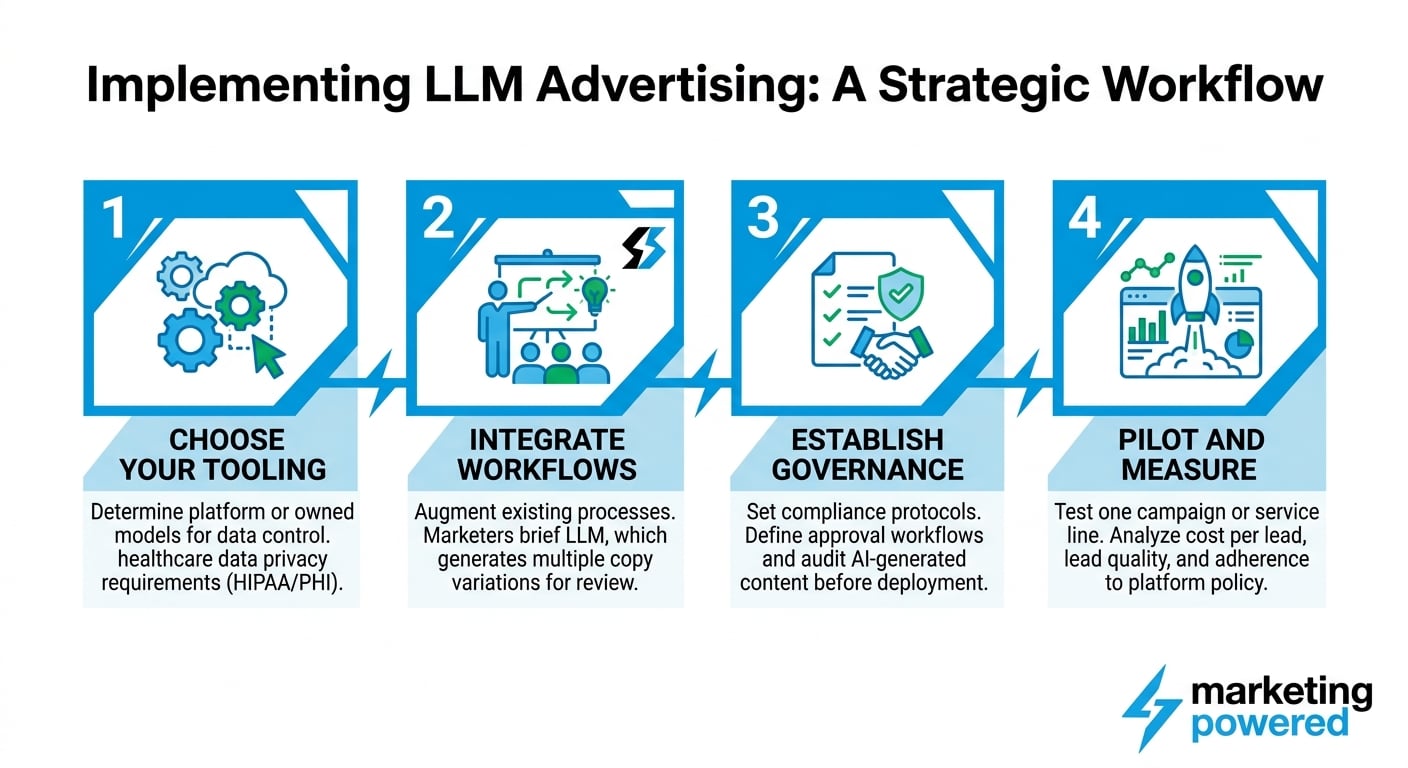 Implementing LLM Advertising: A Strategic Workflow
1
CHOOSE
YOUR TOOLING
Determine platform or owned
models for data control.
healthcare data privacy
requirements (HIPAA/PHI).
2
INTEGRATE
WORKFLOWS
Augment existing processes.
Marketers brief LLM, which
generates multiple copy
variations for review.
3
ESTABLISH
GOVERNANCE
Set compliance protocols.
Define approval workflows
and audit AI-generated
content before deployment.
4
PILOT AND
MEASURE
Test one campaign or service
line. Analyze cost per lead,
lead quality, and adherence
to platform policy.
marketing
powered